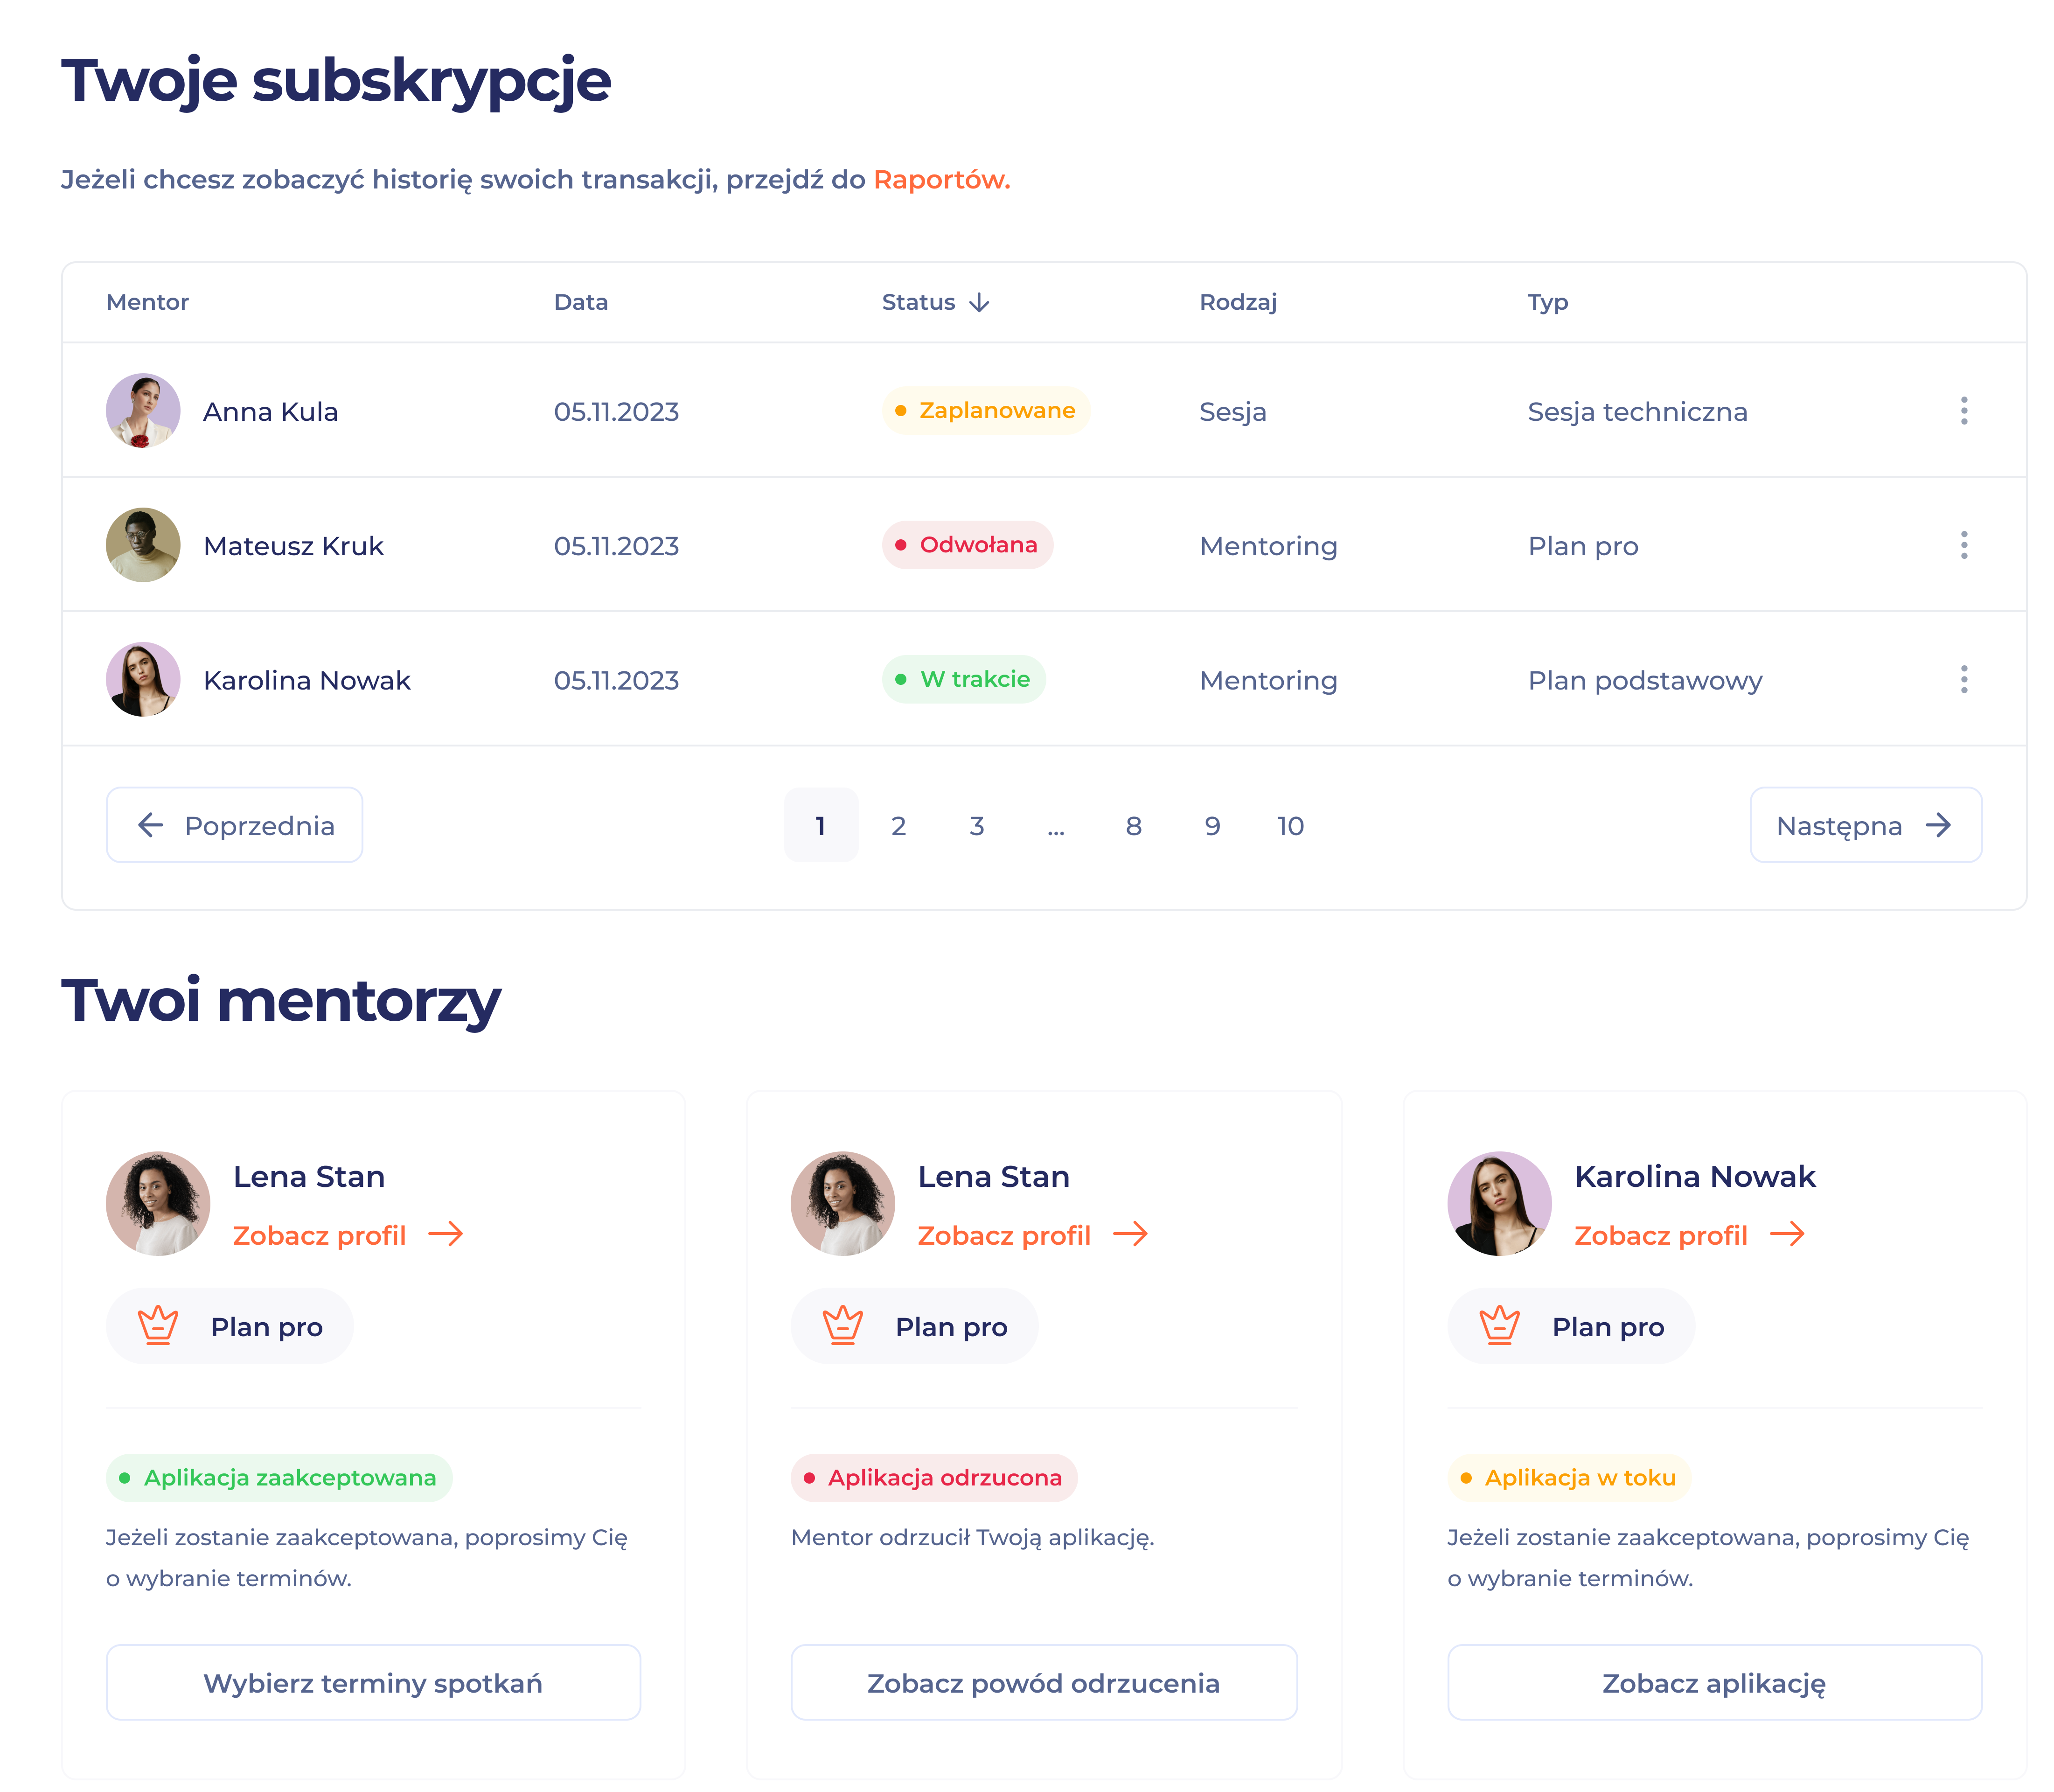 Twoje subskrypcje
Jeżeli chcesz zobaczyć historię swoich transakcji, przejdź do Raportów.
Mentor Data Status Rodzaj Typ
Anna Kula 05.11.2023 Zaplanowane Sesja Sesja techniczna
Mateusz Kruk 05.11.2023 Odwołana Mentoring Plan pro
Karolina Nowak 05.11.2023 W trakcie Mentoring Plan podstawowy
Poprzednia 1 2 3 ... 8 9 10 Następna
Twoi mentorzy
Lena Stan
Zobacz profil
Plan pro
Aplikacja zaakceptowana
Jeżeli zostanie zaakceptowana, poprosimy Cię
o wybranie terminów.
Wybierz terminy spotkań
Lena Stan
Zobacz profil
Plan pro
Aplikacja odrzucona
Mentor odrzucił Twoją aplikację.
Zobacz powód odrzucenia
Karolina Nowak
Zobacz profil
Plan pro
Aplikacja w toku
Jeżeli zostanie zaakceptowana, poprosimy Cię
o wybranie terminów.
Zobacz aplikację